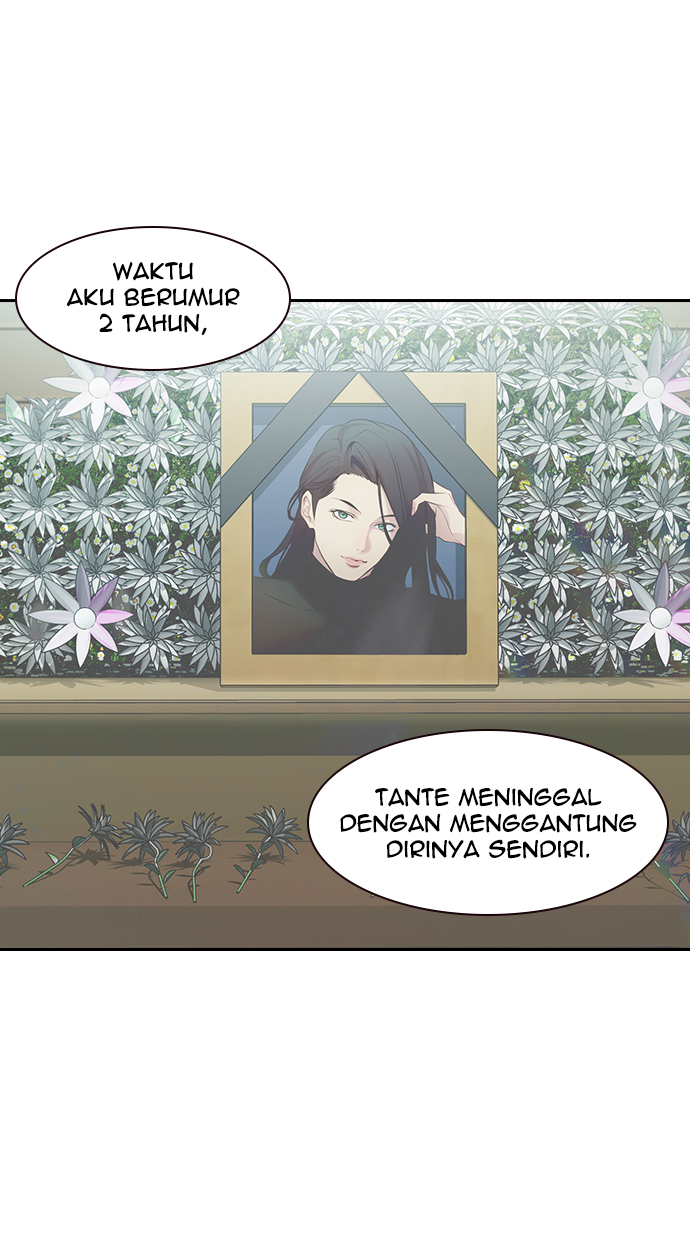 WAKTU
AKU BERUMUR
2 TAHUN,
TANTE MENINGGAL
DENGAN MENGGANTUNG
DIRINYA SENDIRI.